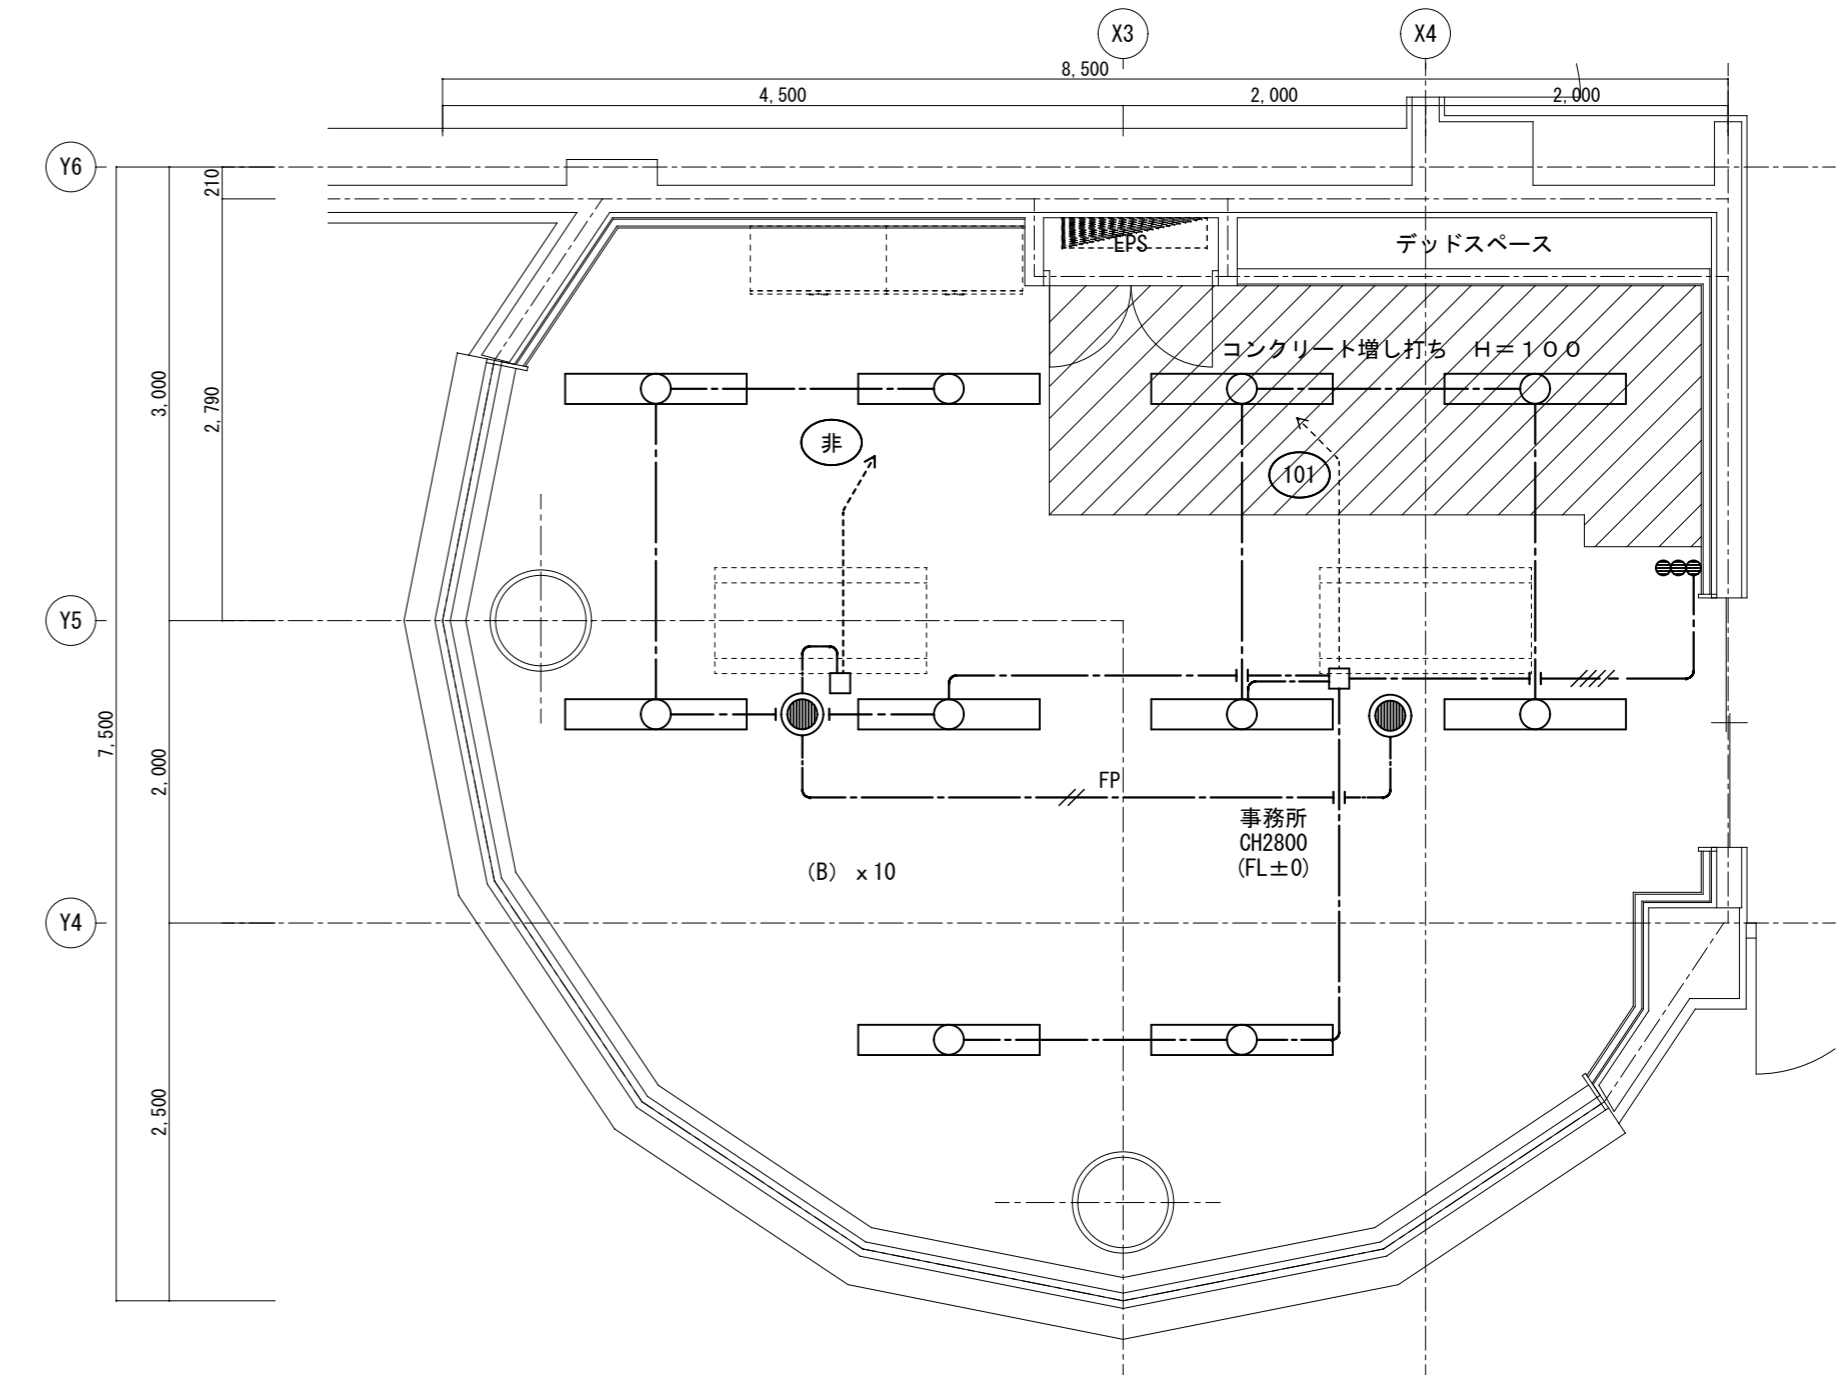 X3
X4
8,500
4,500
2,000
2,000
Y6
210
EPS
デッドスペース
コンクリート増し打ち H=100
3,000
2,790
非
101
Y5
7,500
2,000
FP
事務所
CH2800
(FL±0)
(B) x10
Y4
2,500